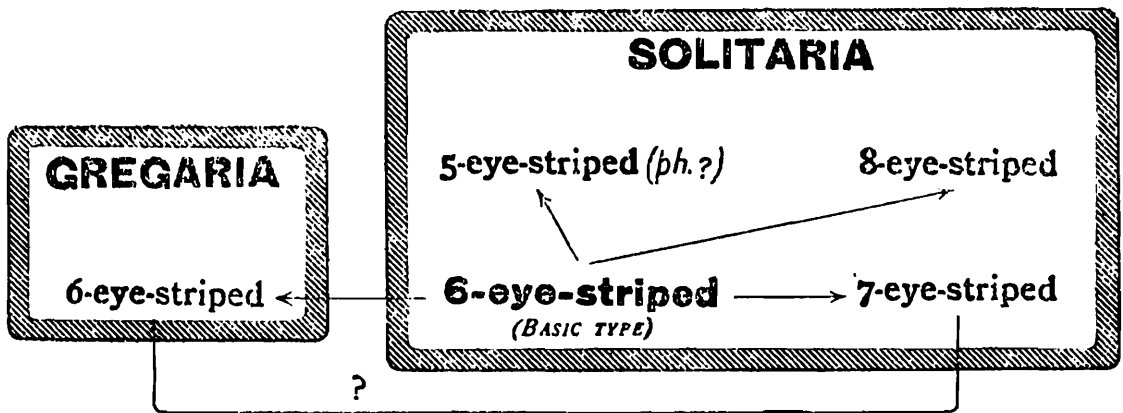 SOLITARIA
GREGARIA
5-eye-striped (ph.?)
8-eye-striped
6-eye-striped
6-eye-striped
7-eye-striped
(BASIC TYPE)
?